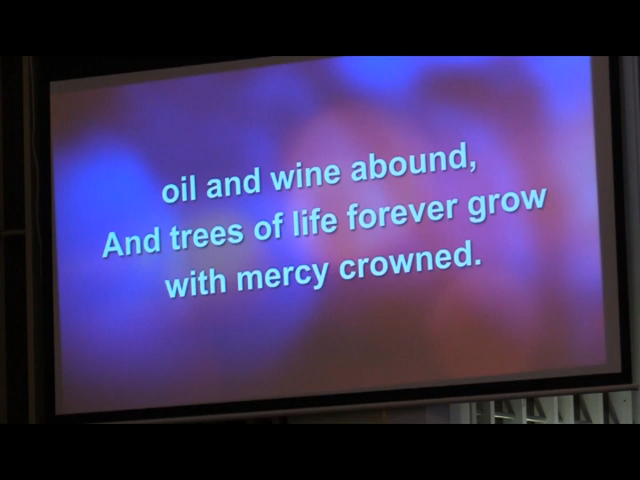 oil and wine abound,
And trees of life forever grow
with mercy crowned.